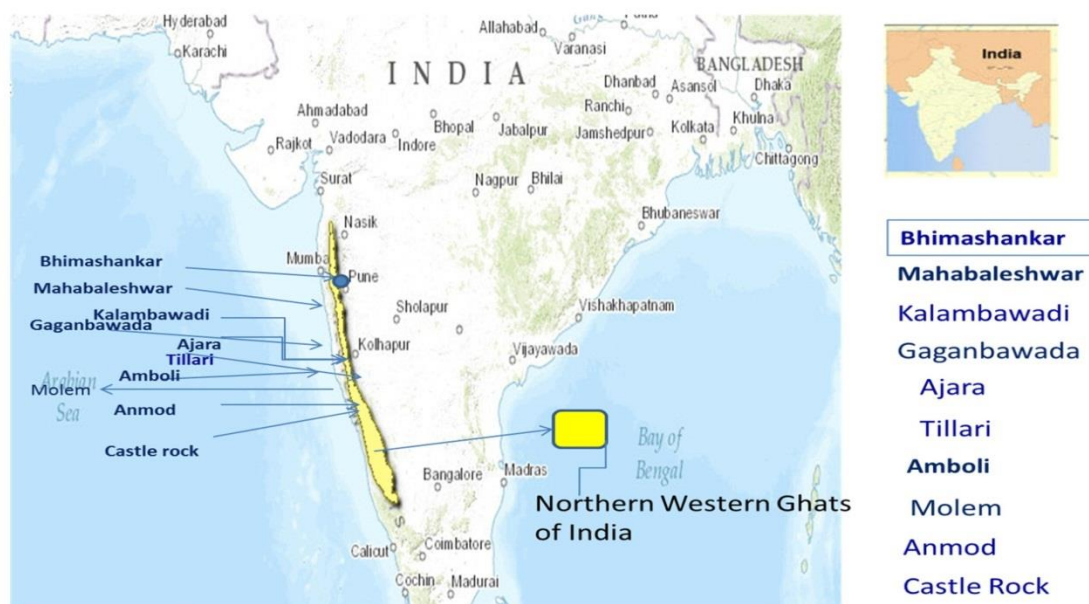 Hyderabad
Karachi
Allahabad
Varanasi
BANGLADESH
INDIA
Dhanbad
Asansol
Dhaka
Ranchi
Ahmadabad
Bhopal
Jabalpur
Jamshedpur
Kolkata
Khulna
Rajkot
Vadodara
Indore
Chittagong
Surat
Nagpur
Bhilai
Bhubaneswar
Nasik
Bhimashankar
Mumba
Pune
Mahabaleshwar
Kalambawadi
Gaganbawada
Sholapur
Vishakhapatnam
Ajara
Kolhapur
Tillari
Vijayawada
Amboli
Molem
Arabian
Sea
Anmod
Castle rock
Bay of
Bengal
Bangalore
Madras
Northern Western Ghats
of India
Calicut
Coimbatore
Cochin
Madurai
India
Bhimashankar
Mahabaleshwar
Kalambawadi
Gaganbawada
Ajara
Tillari
Amboli
Molem
Anmod
Castle Rock